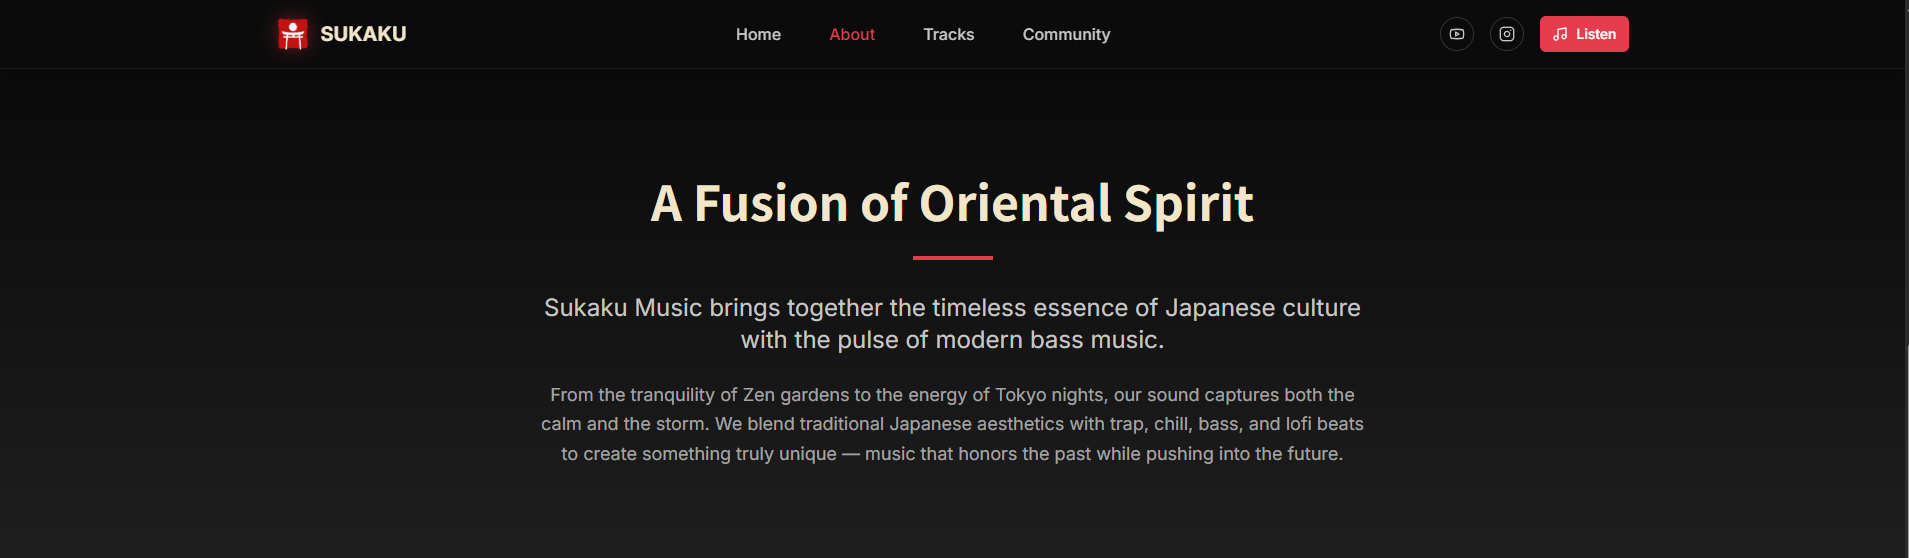 SUKAKU
Home
About
Tracks
Community
Listen
A Fusion of Oriental Spirit
Sukaku Music brings together the timeless essence of Japanese culture
with the pulse of modern bass music.
From the tranquility of Zen gardens to the energy of Tokyo nights, our sound captures both the
calm and the storm. We blend traditional Japanese aesthetics with trap, chill, bass, and lofi beats
to create something truly unique — music that honors the past while pushing into the future.